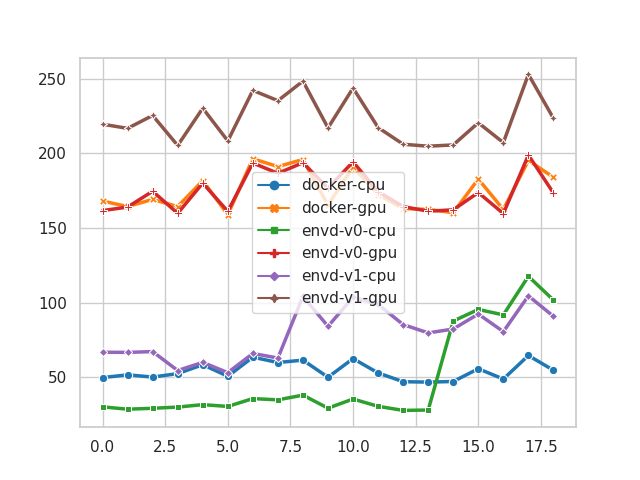 250
200
150
100
50
docker-cpu
docker-gpu
envd-v0-cpu
envd-v0-gpu
envd-v1-cpu
envd-v1-gpu
0.0 2.5 5.0 7.5 10.0 12.5 15.0 17.5